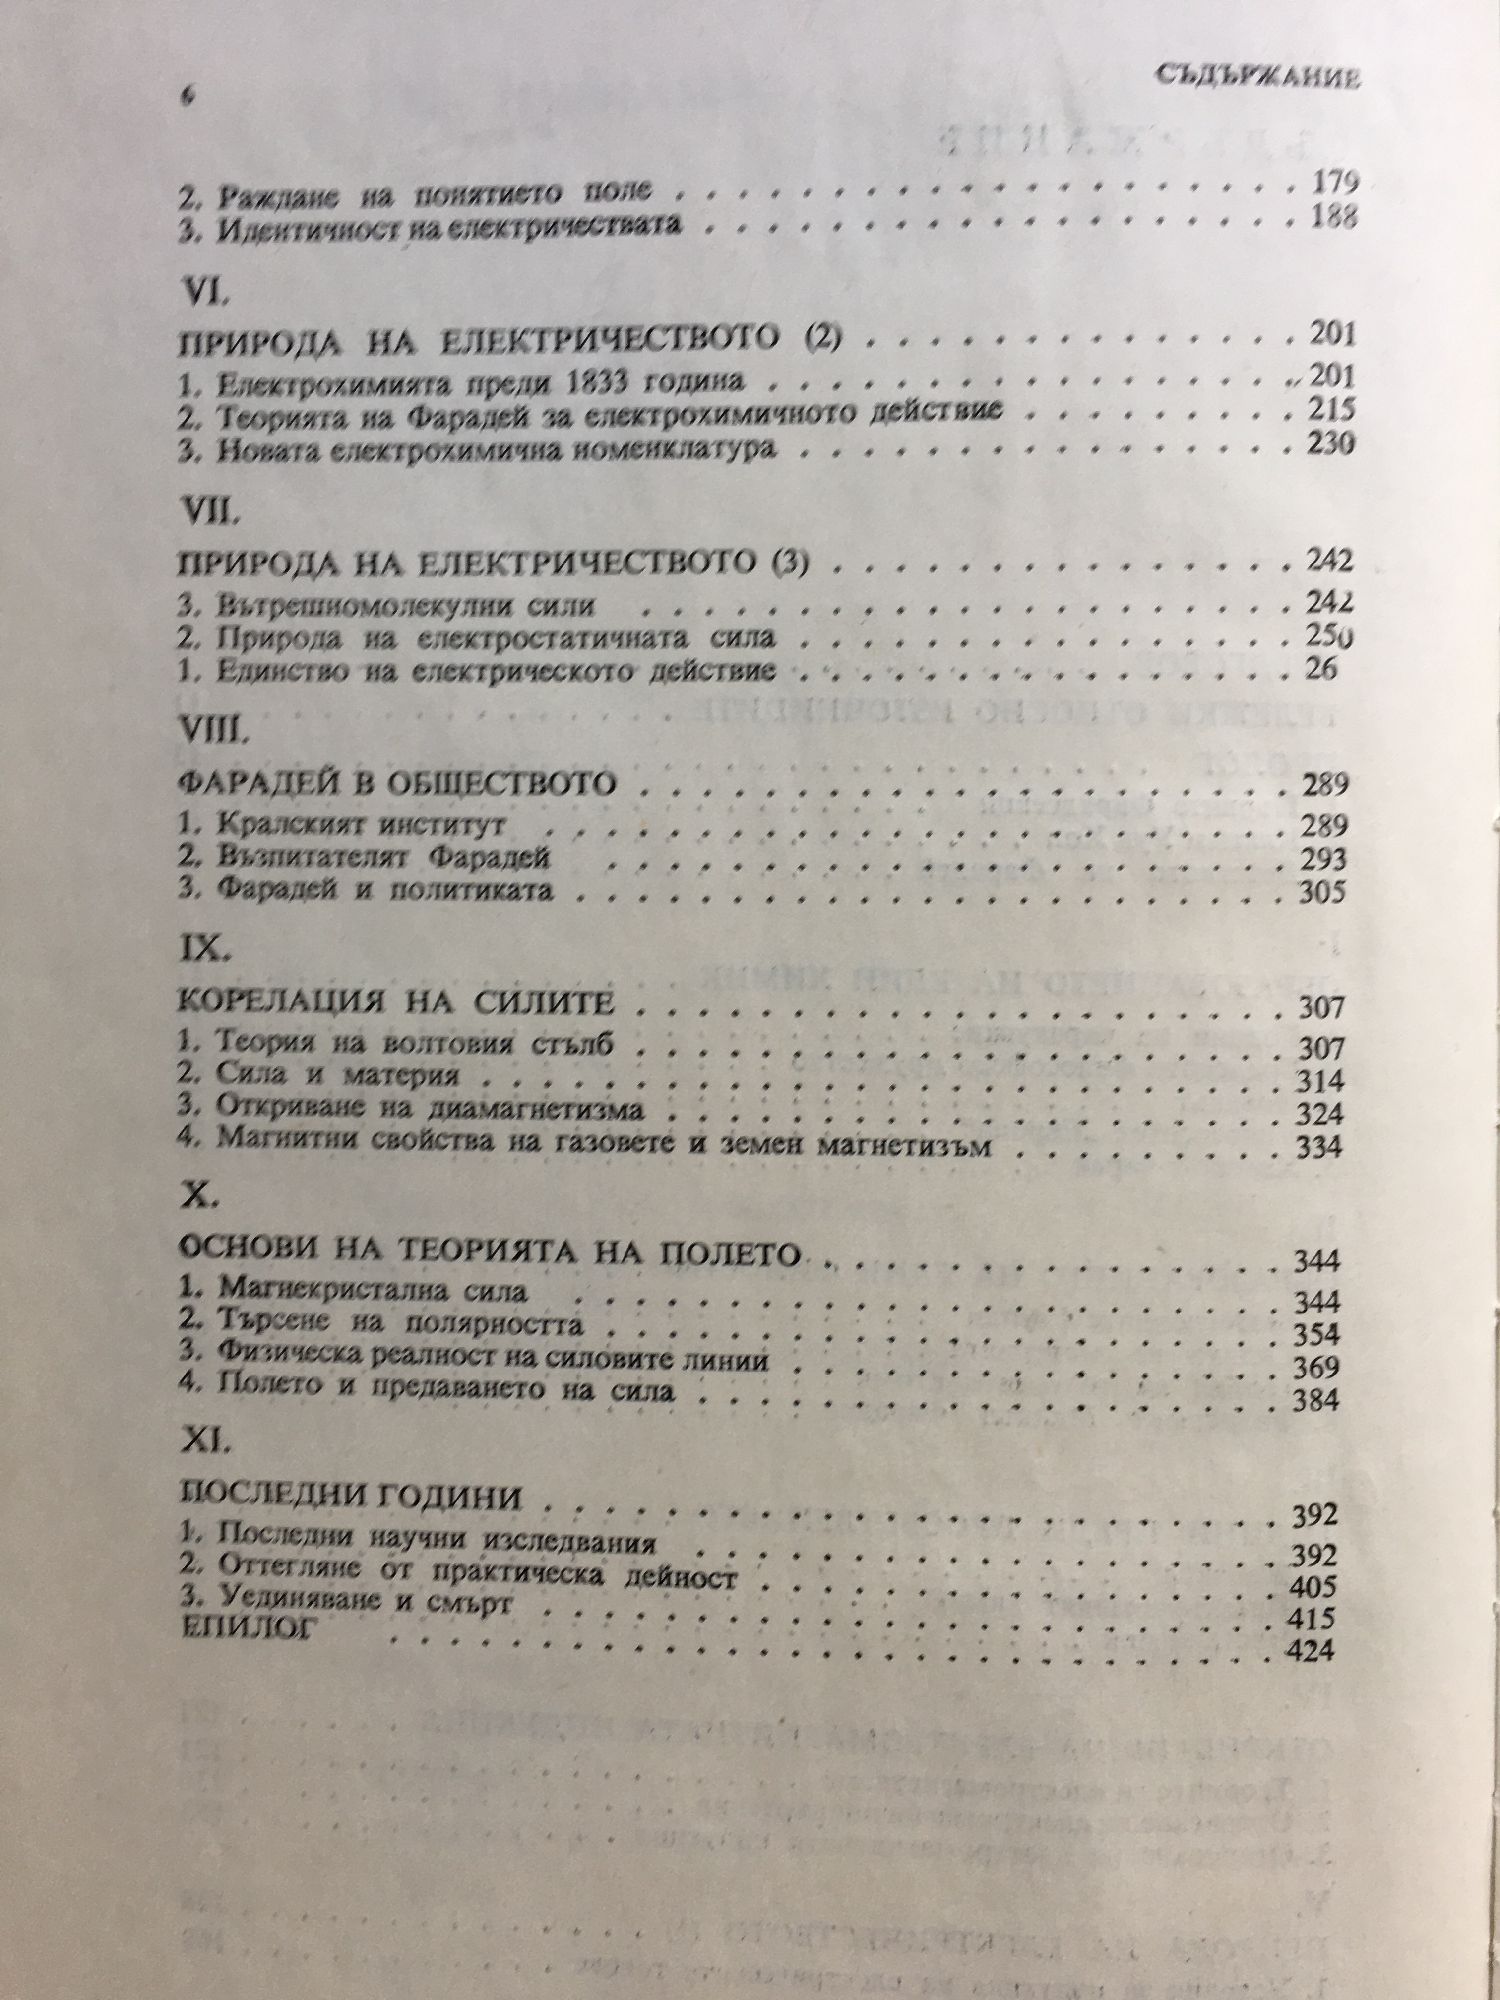 6
СЪДЪРЖАНИЕ
2. Раждане на понятието поле . . . . . . . . . . . . . . . . . . . . 179
3. Идентичност на електричествата . . . . . . . . . . . . . . . . . . . 188
VI.
ПРИРОДА НА ЕЛЕКТРИЧЕСТВОТО (2) . . . . . . . . . . . . . . 201
1. Електрохимията преди 1833 година . . . . . . . . . . . . . . . . . 201
2. Теорията на Фарадей за електрохимичното действие . . . . . . . . . 215
3. Новата електрохимична номенклатура . . . . . . . . . . . . . . . . 230
VII.
ПРИРОДА НА ЕЛЕКТРИЧЕСТВОТО (3) . . . . . . . . . . . . . . . 242
3. Вътрешномолекулни сили . . . . . . . . . . . . . . . . . . . . . 242
2. Природа на електростатичната сила . . . . . . . . . . . . . . . . 250
1. Единство на електрическото действие . . . . . . . . . . . . . . . . 26
VIII.
ФАРАДЕЙ В ОБЩЕСТВОТО . . . . . . . . . . . . . . . . . . . . . 289
1. Кралският институт . . . . . . . . . . . . . . . . . . . . . . . . 289
2. Възпитателят Фарадей . . . . . . . . . . . . . . . . . . . . . . 293
3. Фарадей и политиката . . . . . . . . . . . . . . . . . . . . . . . 305
IX.
КОРЕЛАЦИЯ НА СИЛИТЕ . . . . . . . . . . . . . . . . . . . . . 307
1. Теория на волтовия стълб . . . . . . . . . . . . . . . . . . . . . 307
2. Сила и материя . . . . . . . . . . . . . . . . . . . . . . . . . . 314
3. Откриване на диамагнетизма . . . . . . . . . . . . . . . . . . . . 324
4. Магнитни свойства на газовете и земен магнетизъм . . . . . . . . . 334
X.
ОСНОВИ НА ТЕОРИЯТА НА ПОЛЕТО . . . . . . . . . . . . . . . 344
1. Магнекристална сила . . . . . . . . . . . . . . . . . . . . . . . 344
2. Търсене на полярността . . . . . . . . . . . . . . . . . . . . . . 354
3. Физическа реалност на силовите линии . . . . . . . . . . . . . . . . 369
4. Полето и предаването на сила . . . . . . . . . . . . . . . . . . . 384
XI.
ПОСЛЕДНИ ГОДИНИ . . . . . . . . . . . . . . . . . . . . . . . . 392
1. Последни научни изследвания . . . . . . . . . . . . . . . . . . . 392
2. Оттегляне от практическа дейност . . . . . . . . . . . . . . . . . 405
3. Уединяване и смърт . . . . . . . . . . . . . . . . . . . . . . . . 415
ЕПИЛОГ . . . . . . . . . . . . . . . . . . . . . . . . . . . . . 424